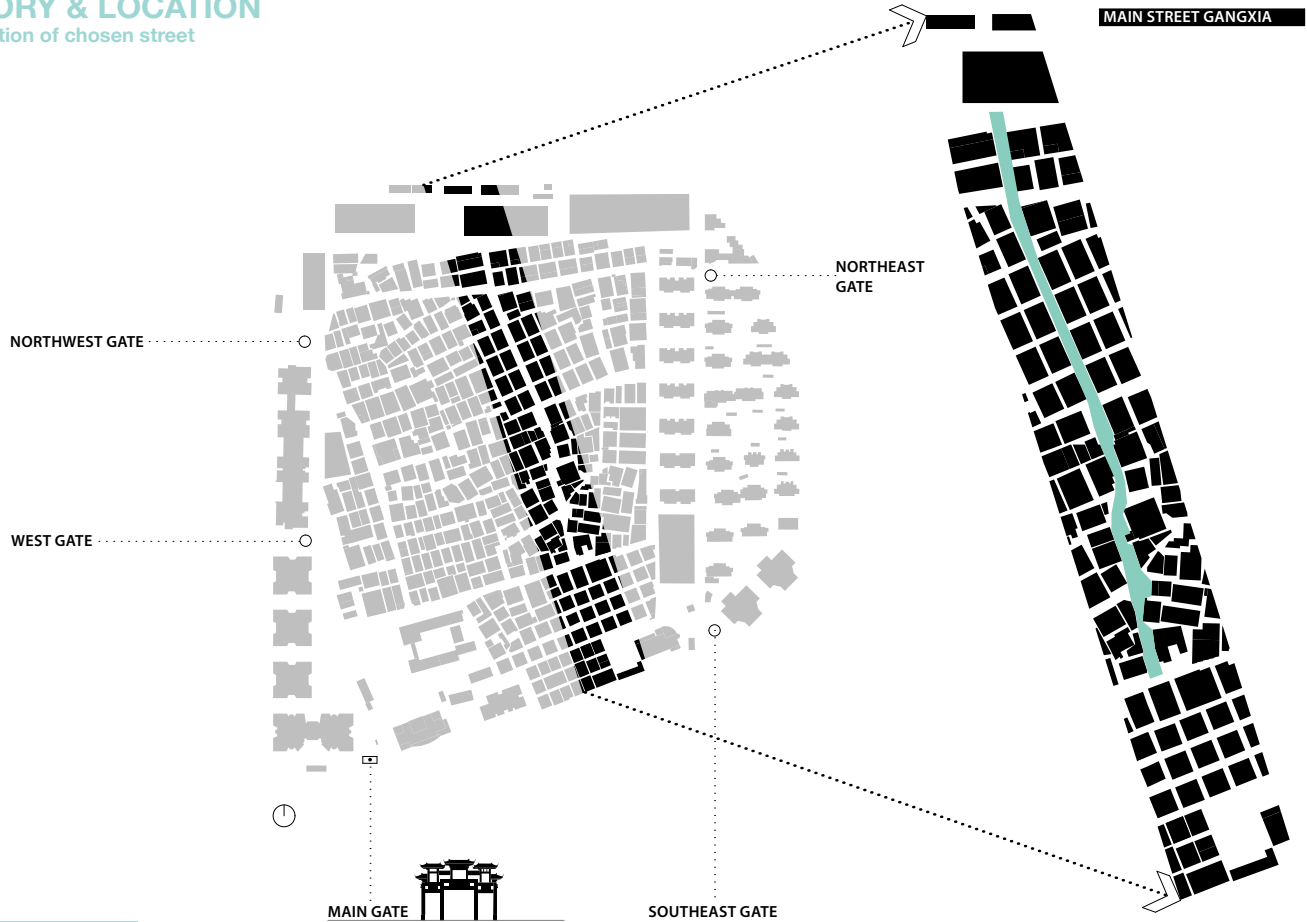 ORY & LOCATION
tion of chosen street
MAIN STREET GANGXIA
NORTHEAST
GATE
NORTHWEST GATE
WEST GATE
MAIN GATE
SOUTHEAST GATE